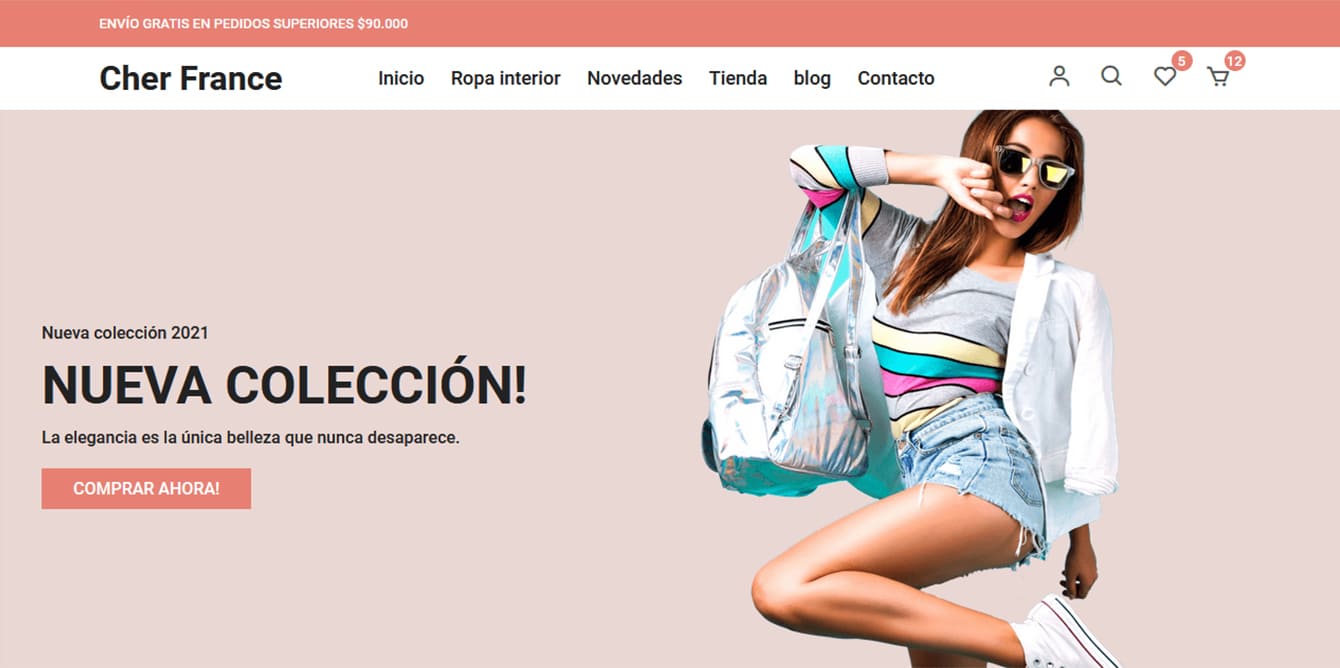 ENVÍO GRATIS EN PEDIDOS SUPERIORES $90.000
Cher France
Inicio Ropa interior Novedades Tienda blog Contacto
5 12
Nueva colección 2021
NUEVA COLECCIÓN!
La elegancia es la única belleza que nunca desaparece.
COMPRAR AHORA!